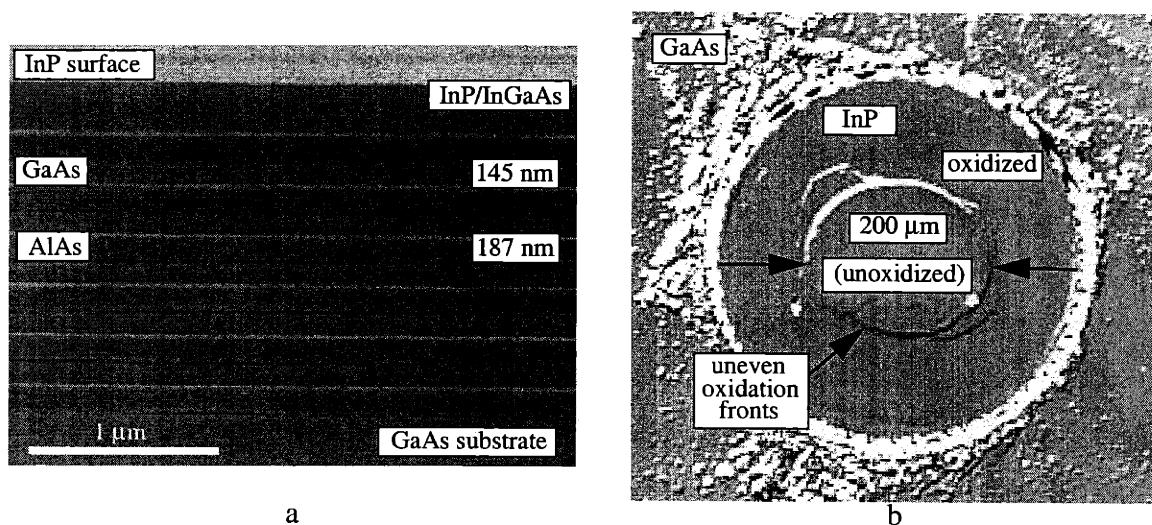 InP surface
InP/InGaAs
GaAs
145 nm
AlAs
187 nm
1 μm
GaAs substrate
a
GaAs
InP
oxidized
200 μm
(unoxidized)
uneven
oxidation
fronts
b